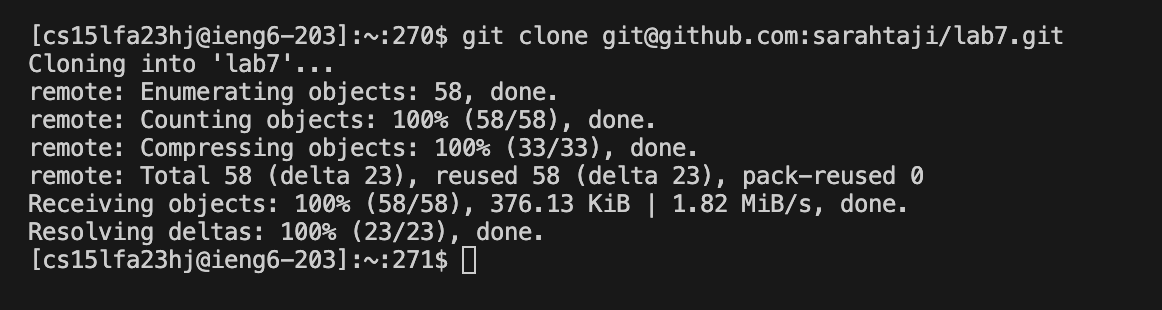 [cs15lfa23hj@ieng6-203]:~:270$ git clone git@github.com:sarahtaji/lab7.git
Cloning into 'lab7'...
remote: Enumerating objects: 58, done.
remote: Counting objects: 100% (58/58), done.
remote: Compressing objects: 100% (33/33), done.
remote: Total 58 (delta 23), reused 58 (delta 23), pack-reused 0
Receiving objects: 100% (58/58), 376.13 KiB | 1.82 MiB/s, done.
Resolving deltas: 100% (23/23), done.
[cs15lfa23hj@ieng6-203]:~:271$